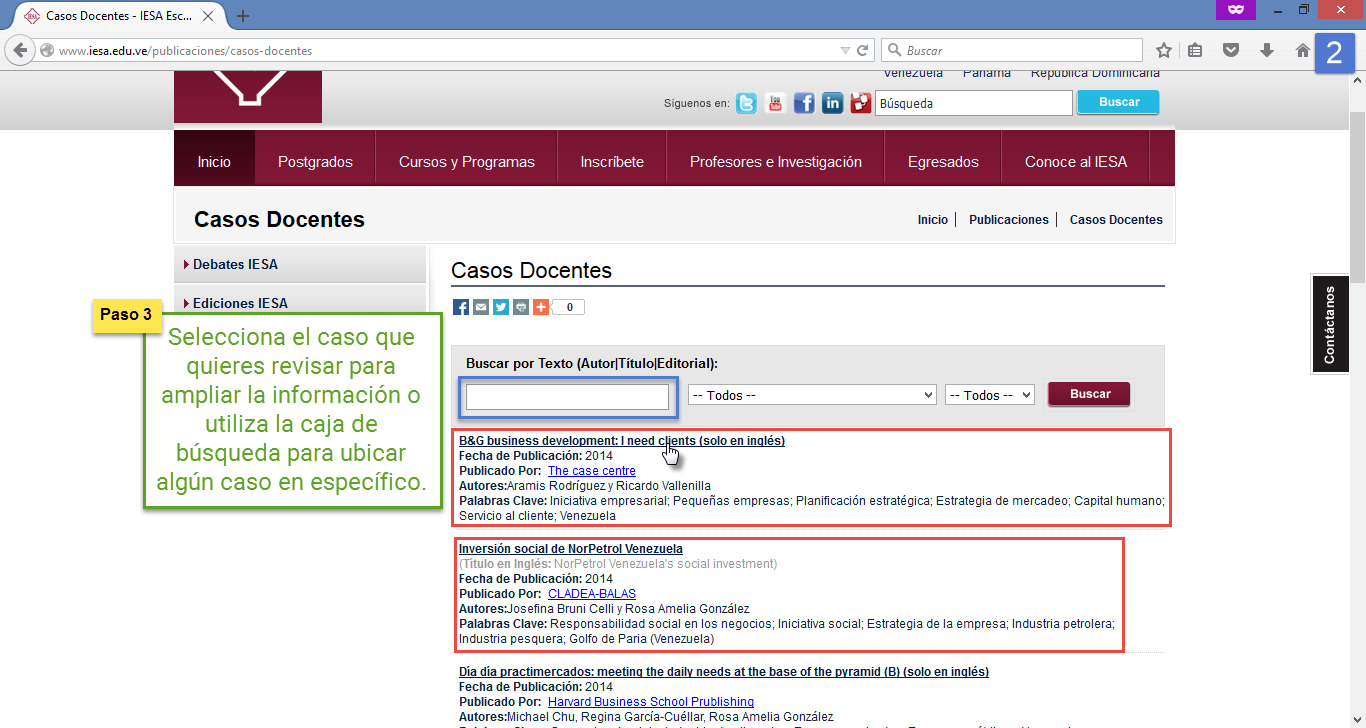 Casos Docentes - IESA Esc...
www.iesa.edu.ve/publicaciones/casos-docentes
Buscar
2
Venezuela Panamá República Dominicana
Síguenos en:
You Tube
Búsqueda
Buscar
Inicio
Postgrados
Cursos y Programas
Inscríbete
Profesores e Investigación
Egresados
Conoce al IESA
Casos Docentes
Inicio
Publicaciones
Casos Docentes
Debates IESA
Ediciones IESA
Casos Docentes
0
Contáctanos
Paso 3
Selecciona el caso que
quieres revisar para
ampliar la información o
utiliza la caja de
búsqueda para ubicar
algún caso en específico.
Buscar por Texto (Autor|Título|Editorial):
-- Todos --
-- Todos --
Buscar
B&G business development: I need clients (solo en inglés)
Fecha de Publicación: 2014
Publicado Por: The case centre
Autores:Aramis Rodríguez y Ricardo Vallenilla
Palabras Clave: Iniciativa empresarial; Pequeñas empresas; Planificación estratégica; Estrategia de mercadeo; Capital humano;
Servicio al cliente; Venezuela
Inversión social de NorPetrol Venezuela
(Título en Inglés: NorPetrol Venezuela's social investment)
Fecha de Publicación: 2014
Publicado Por: CLADEA-BALAS
Autores:Josefina Bruni Celli y Rosa Amelia González
Palabras Clave: Responsabilidad social en los negocios; Iniciativa social; Estrategia de la empresa; Industria petrolera;
Industria pesquera; Golfo de Paria (Venezuela)
Día día practimercados: meeting the daily needs at the base of the pyramid (B) (solo en inglés)
Fecha de Publicación: 2014
Publicado Por: Harvard Business School Prublishing
Autores:Michael Chu, Regina García-Cuéllar, Rosa Amelia González